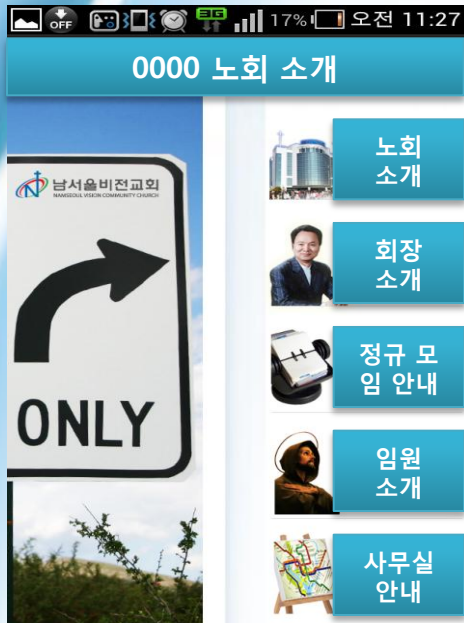 OFF
3G
17%
오전 11:27
0000 노회 소개
남서울비전교회
NAMSEOUL VISION COMMUNITY CHURCH
ONLY
노회
소개
회장
소개
정규 모
임 안내
임원
소개
사무실
안내